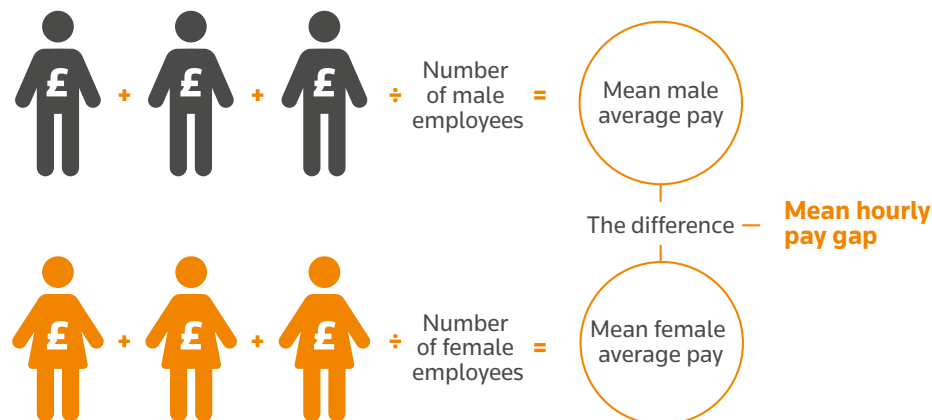 £ + £ + £ ÷ Number of male employees =
Mean male
average pay
The difference — Mean hourly
pay gap
£ + £ + £ ÷ Number of female employees =
Mean female
average pay